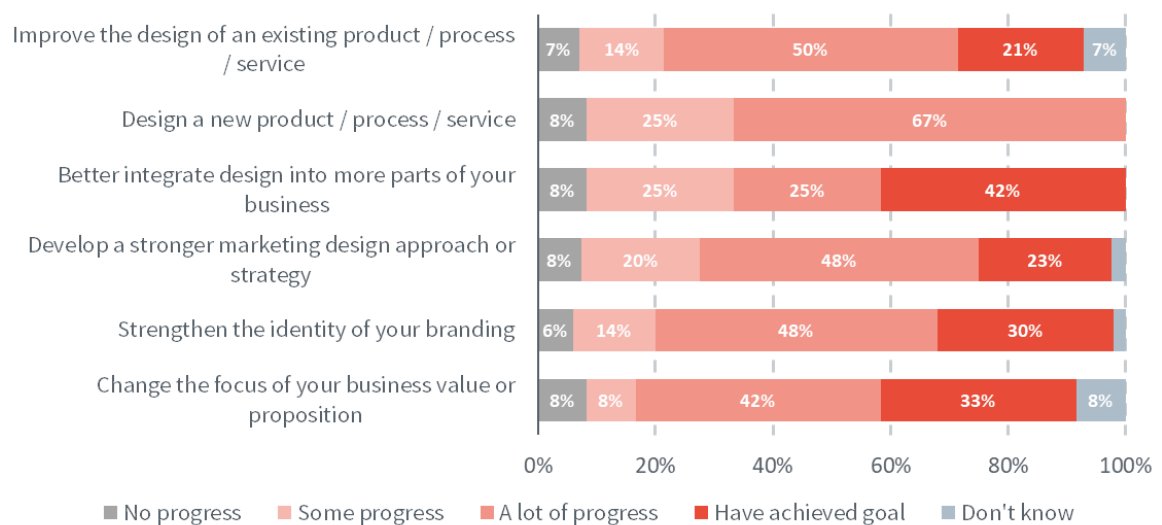 Improve the design of an existing product / process
/ service
7% 14% 50% 21% 7%
Design a new product / process / service
8% 25% 67%
Better integrate design into more parts of your
business
8% 25% 25% 42%
Develop a stronger marketing design approach or
strategy
8% 20% 48% 23%
Strengthen the identity of your branding
6% 14% 48% 30%
Change the focus of your business value or
proposition
8% 8% 42% 33% 8%
0% 20% 40% 60% 80% 100%
No progress Some progress A lot of progress Have achieved goal Don't know